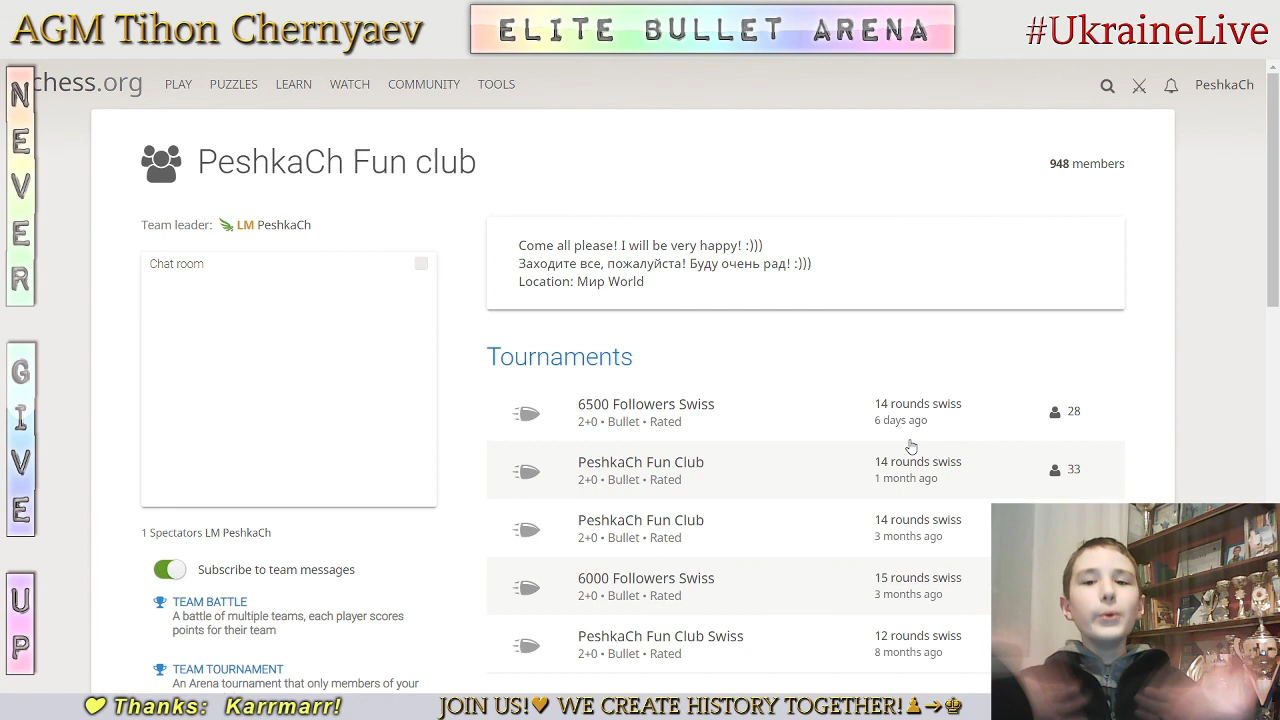 AGM Tihon Chernyaev
ELITE BULLET ARENA
#UkraineLive
NEVER
GIVE
UP
chess.org
PLAY
PUZZLES
LEARN
WATCH
COMMUNITY
TOOLS
PeshkaCh
PeshkaCh Fun club
948 members
Team leader: LM PeshkaCh
Chat room
Come all please! I will be very happy! :)))
Заходите все, пожалуйста! Буду очень рад! :)))
Location: Мир World
Tournaments
6500 Followers Swiss
2+0 • Bullet • Rated
14 rounds swiss
6 days ago
28
PeshkaCh Fun Club
2+0 • Bullet • Rated
14 rounds swiss
1 month ago
33
PeshkaCh Fun Club
2+0 • Bullet • Rated
14 rounds swiss
3 months ago
6000 Followers Swiss
2+0 • Bullet • Rated
15 rounds swiss
3 months ago
PeshkaCh Fun Club Swiss
2+0 • Bullet • Rated
12 rounds swiss
8 months ago
1 Spectators LM PeshkaCh
Subscribe to team messages
TEAM BATTLE
A battle of multiple teams, each player scores
points for their team
TEAM TOURNAMENT
An Arena tournament that only members of your
Thanks: Karrmarr!
JOIN US!🧡 WE CREATE HISTORY TOGETHER!♟→♚